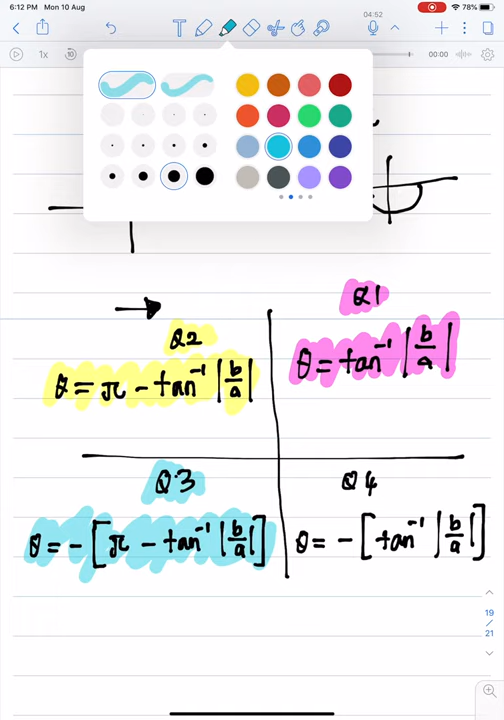 6:12 PM Mon 10 Aug
78%
04:52
1x
10
00:00
Q1
θ = tan⁻¹ |b/a|
Q2
θ = π − tan⁻¹ |b/a|
Q3
θ = − [π − tan⁻¹ |b/a|]
Q4
θ = − [tan⁻¹ |b/a|]
19
/
21